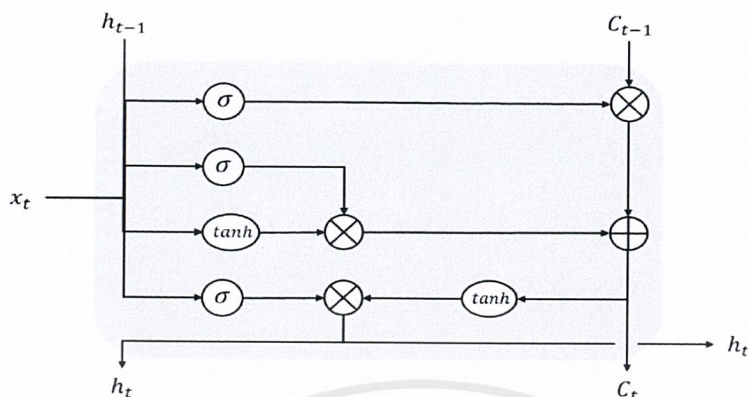 h_{t-1} C_{t-1}
σ
σ
x_t
tanh
σ tanh
h_t
h_t C_t